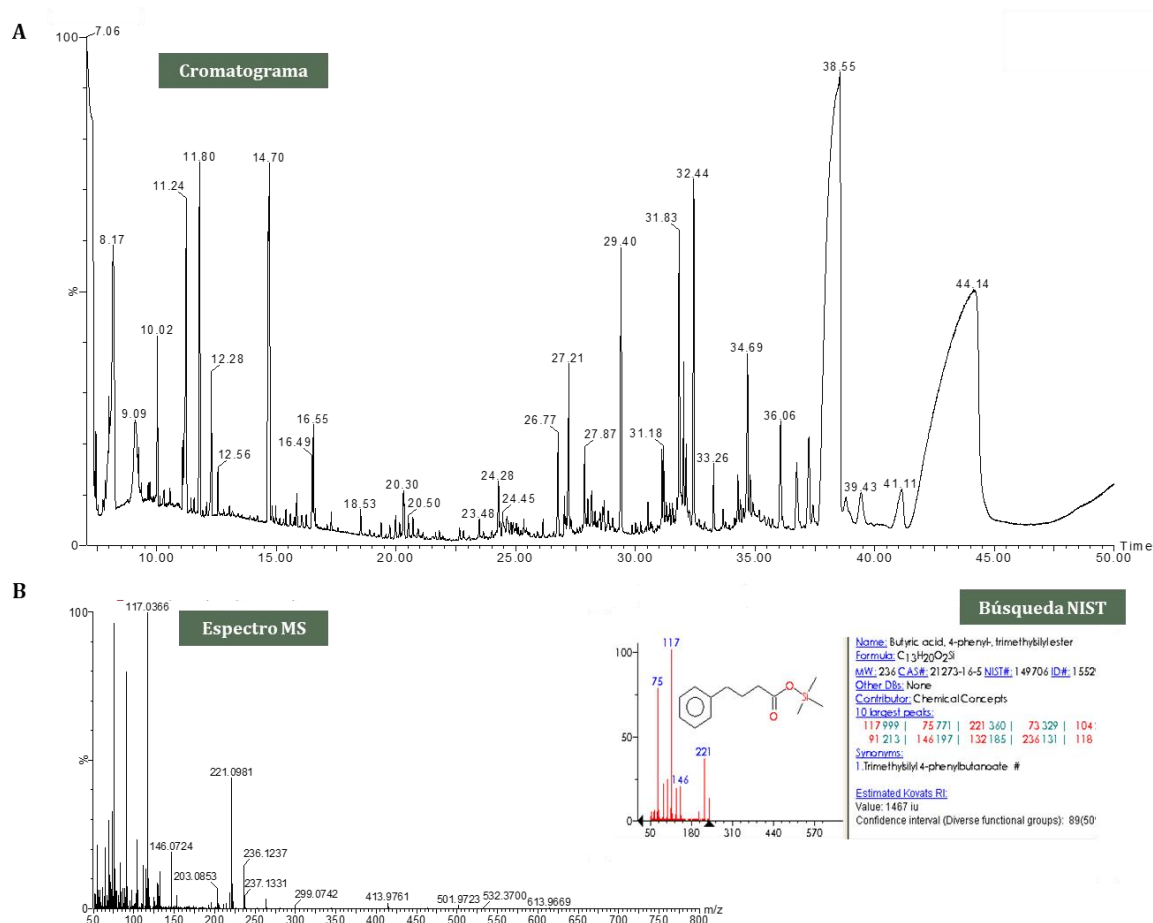 A
100
7.06
Cromatograma
38.55
11.80
14.70
11.24
32.44
31.83
8.17
29.40
%
44.14
10.02
27.21
34.69
12.28
9.09
16.55
26.77
36.06
16.49
31.18
27.87
12.56
33.26
24.28
20.30
18.53
20.50
24.45
39.43
41.11
23.48
0
Time
10.00 15.00 20.00 25.00 30.00 35.00 40.00 45.00 50.00
B
117.0366
100
Espectro MS
%
221.0981
146.0724
236.1237
203.0853
237.1331
299.0742
413.9761
501.9723
532.3700
613.9669
0
m/z
50 100 150 200 250 300 350 400 450 500 550 600 650 700 750 800
Búsqueda NIST
100
117
75
50
221
146
0
O
Si
O
50 180 310 440 570
Name: Butyric acid, 4-phenyl-, trimethylsilyl ester
Formula: C13H20O2Si
MW: 236 CAS#: 21273-16-5 NIST#: 149706 ID#: 1552
Other DBs: None
Contributor: Chemical Concepts
10 largest peaks:
117 999 | 75 771 | 221 360 | 73 329 | 104
91 213 | 146 197 | 132 185 | 236 131 | 118
Synonyms:
1.Trimethylsilyl 4-phenylbutanoate #
Estimated Kovats RI:
Value: 1467 iu
Confidence interval (Diverse functional groups): 89(50